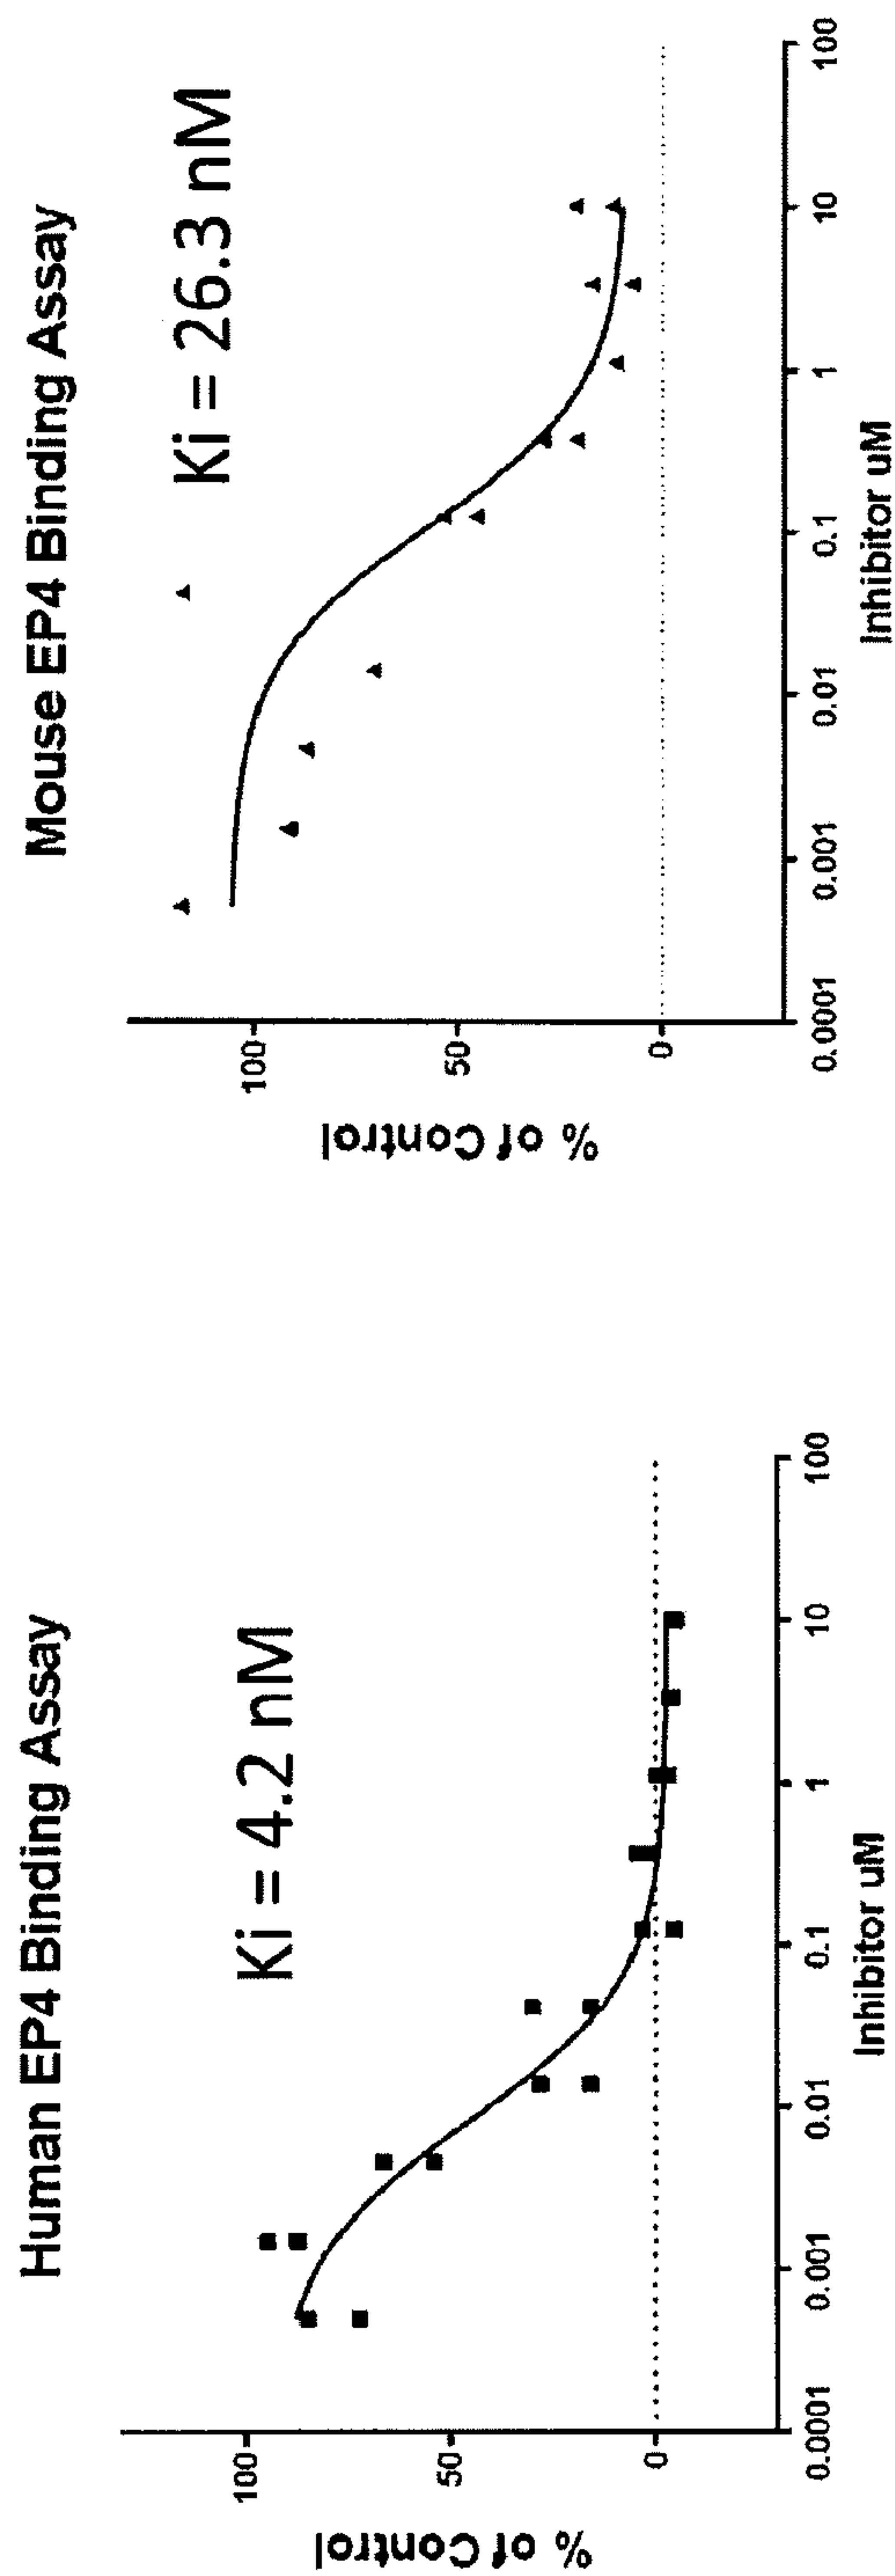 Human EP4 Binding Assay
Ki = 4.2 nM
% of Control
100
50
0
0.0001
0.001
0.01
0.1
1
10
100
Inhibitor uM
Mouse EP4 Binding Assay
Ki = 26.3 nM
% of Control
100
50
0
0.0001
0.001
0.01
0.1
1
10
100
Inhibitor uM